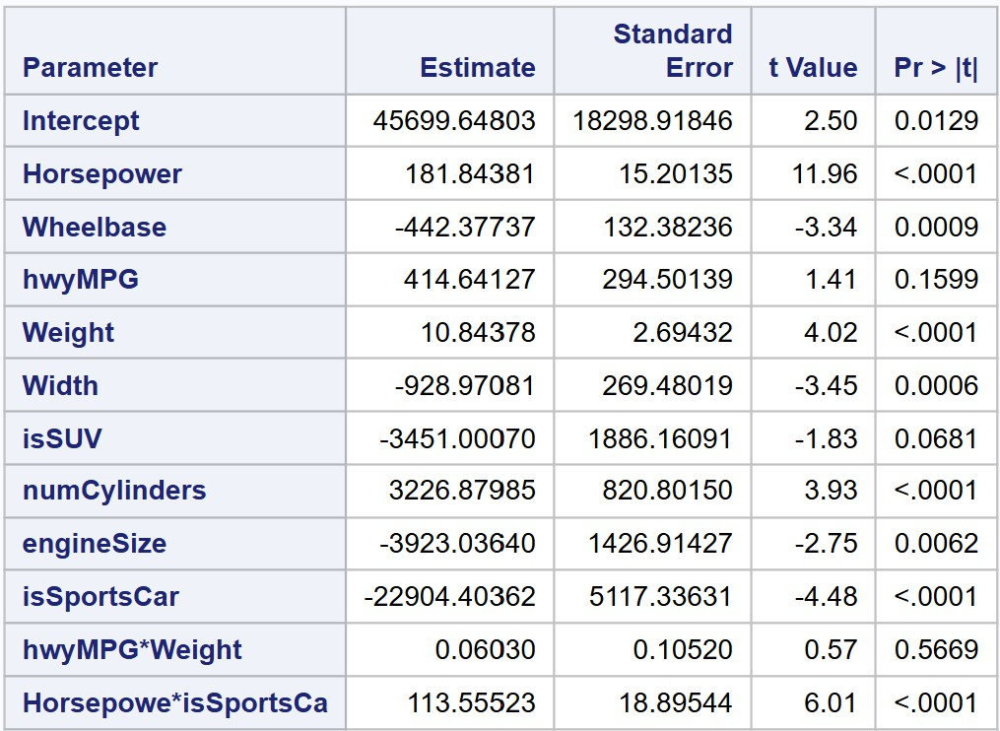 Parameter Estimate Standard Error t Value Pr > |t|
Intercept 45699.64803 18298.91846 2.50 0.0129
Horsepower 181.84381 15.20135 11.96 <.0001
Wheelbase -442.37737 132.38236 -3.34 0.0009
hwyMPG 414.64127 294.50139 1.41 0.1599
Weight 10.84378 2.69432 4.02 <.0001
Width -928.97081 269.48019 -3.45 0.0006
isSUV -3451.00070 1886.16091 -1.83 0.0681
numCylinders 3226.87985 820.80150 3.93 <.0001
engineSize -3923.03640 1426.91427 -2.75 0.0062
isSportsCar -22904.40362 5117.33631 -4.48 <.0001
hwyMPG*Weight 0.06030 0.10520 0.57 0.5669
Horsepowe*isSportsCa 113.55523 18.89544 6.01 <.0001